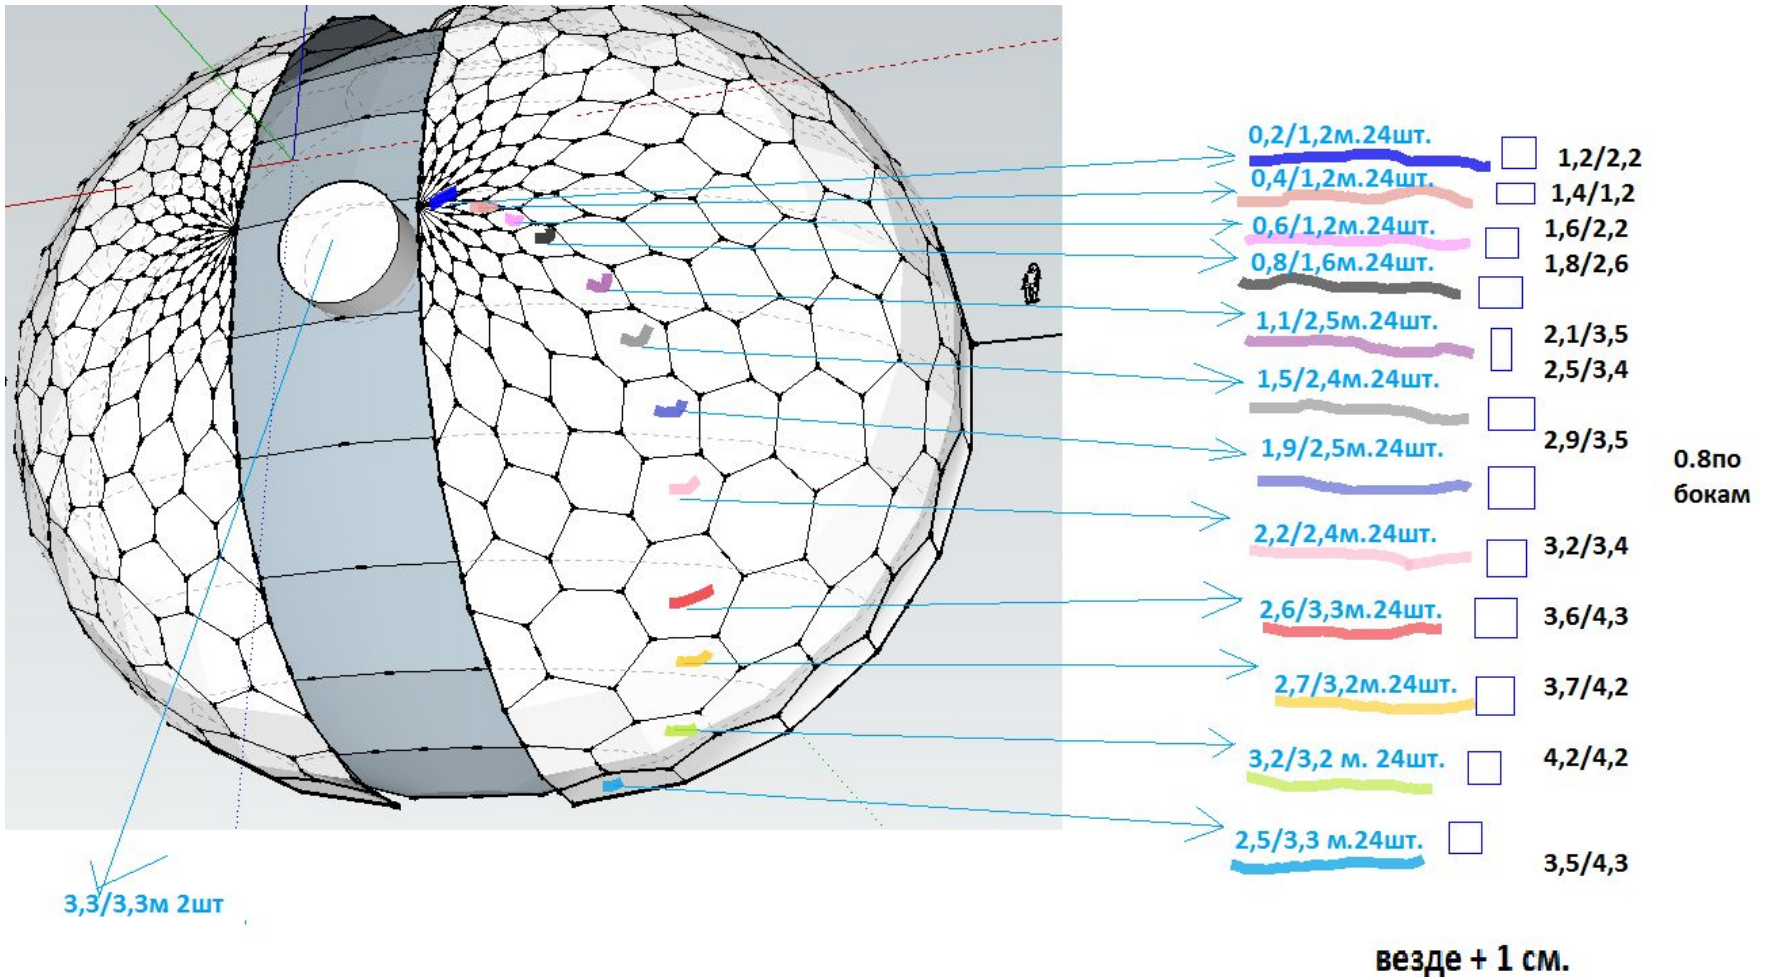 0,2/1,2м.24шт.
1,2/2,2
0,4/1,2м.24шт.
1,4/1,2
0,6/1,2м.24шт.
1,6/2,2
0,8/1,6м.24шт.
1,8/2,6
1,1/2,5м.24шт.
2,1/3,5
1,5/2,4м.24шт.
2,5/3,4
1,9/2,5м.24шт.
2,9/3,5
0.8по
бокам
2,2/2,4м.24шт.
3,2/3,4
2,6/3,3м.24шт.
3,6/4,3
2,7/3,2м.24шт.
3,7/4,2
3,2/3,2 м. 24шт.
4,2/4,2
2,5/3,3 м.24шт.
3,5/4,3
3,3/3,3м 2шт
везде + 1 см.